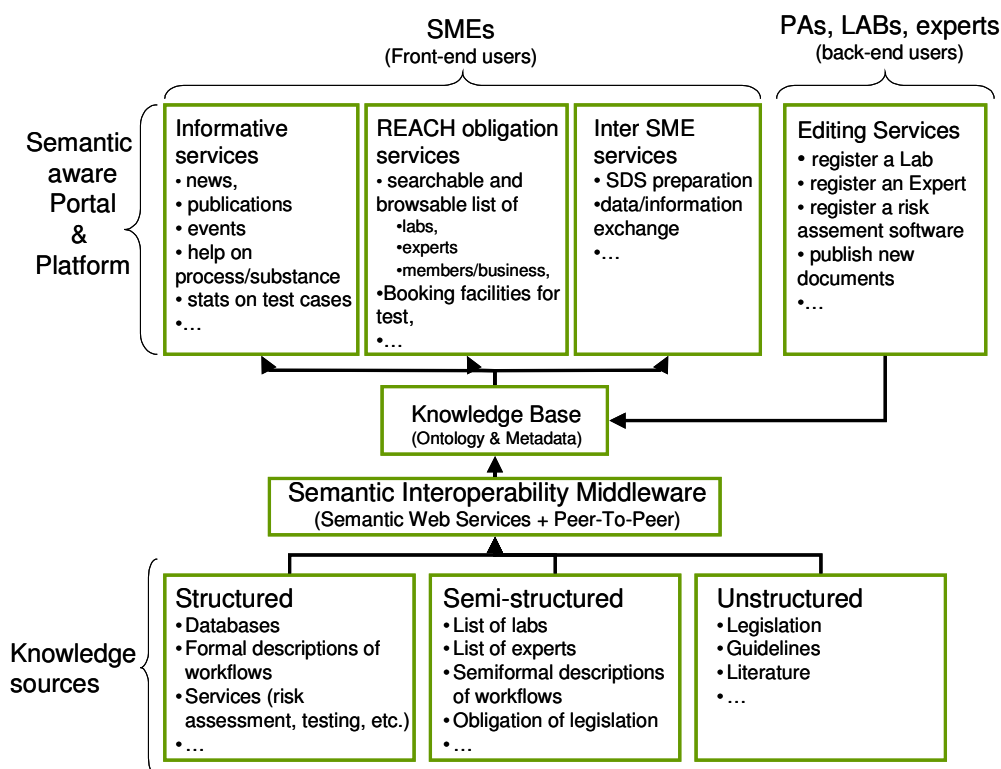 SMEs
(Front-end users)
PAs, LABs, experts
(back-end users)
Semantic
aware
Portal
&
Platform
Informative
services
• news,
• publications
• events
• help on
process/substance
• stats on test cases
•…
REACH obligation
services
• searchable and
browsable list of
•labs,
•experts
•members/business,
•Booking facilities for
test,
•…
Inter SME
services
• SDS preparation
•data/information
exchange
•…
Editing Services
• register a Lab
• register an Expert
• register a risk
assement software
• publish new
documents
•…
Knowledge Base
(Ontology & Metadata)
Semantic Interoperability Middleware
(Semantic Web Services + Peer-To-Peer)
Knowledge
sources
Structured
•Databases
•Formal descriptions of
workflows
•Services (risk
assessment, testing, etc.)
•…
Semi-structured
•List of labs
•List of experts
•Semiformal descriptions
of workflows
•Obligation of legislation
•…
Unstructured
•Legislation
•Guidelines
•Literature
•…